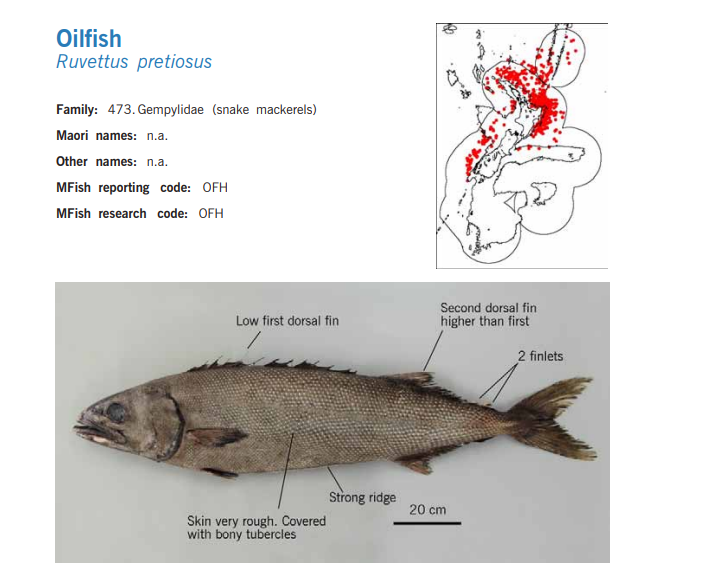 Oilfish
Ruvettus pretiosus
Family: 473. Gempylidae (snake mackerels)
Maori names: n.a.
Other names: n.a.
MFish reporting code: OFH
MFish research code: OFH
Low first dorsal fin
Second dorsal fin
higher than first
2 finlets
Strong ridge
20 cm
Skin very rough. Covered
with bony tubercles